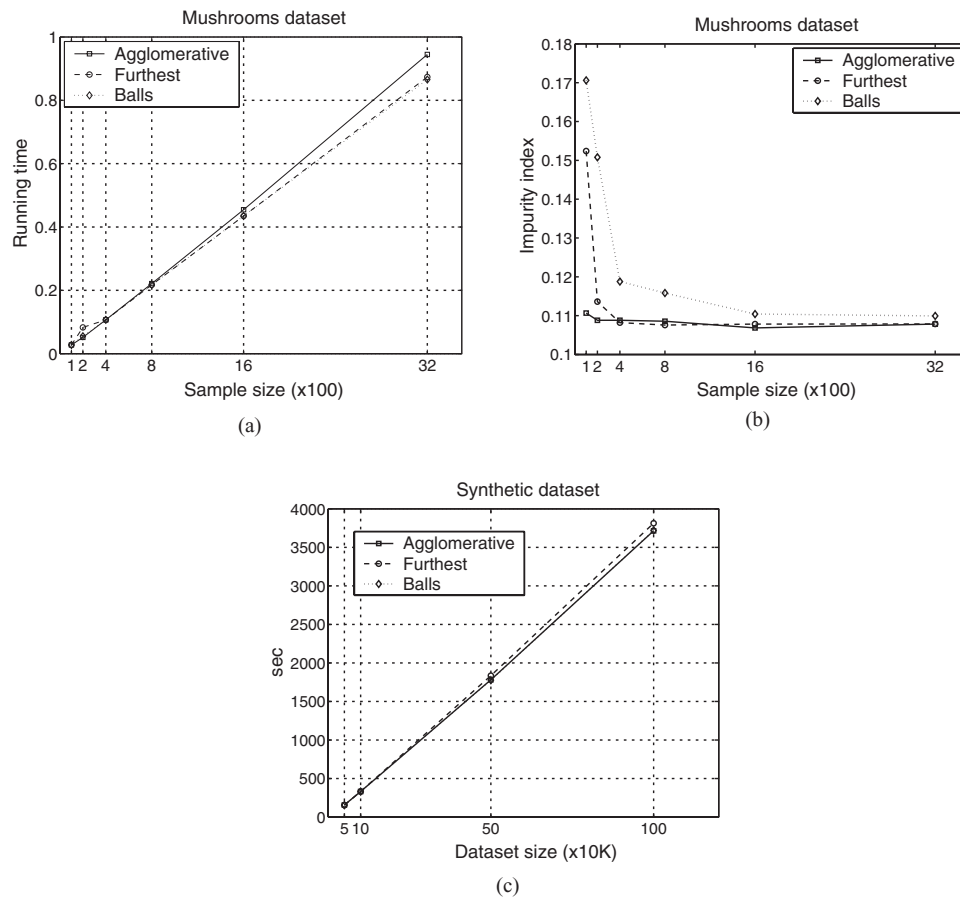 Mushrooms dataset
1
0.8
0.6
0.4
0.2
0
Running time
Agglomerative
Furthest
Balls
1 2 4 8 16 32
Sample size (x100)
(a)
Mushrooms dataset
0.18
0.17
0.16
0.15
0.14
0.13
0.12
0.11
0.1
Impurity index
Agglomerative
Furthest
Balls
1 2 4 8 16 32
Sample size (x100)
(b)
Synthetic dataset
4000
3500
3000
2500
2000
1500
1000
500
0
sec
Agglomerative
Furthest
Balls
5 10 50 100
Dataset size (x10K)
(c)